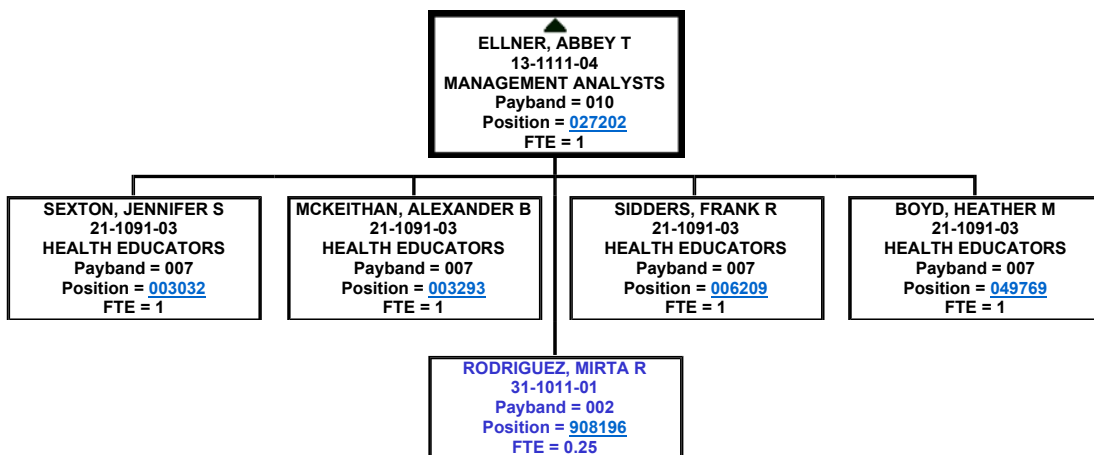 ELLNER, ABBEY T
13-1111-04
MANAGEMENT ANALYSTS
Payband = 010
Position = 027202
FTE = 1
SEXTON, JENNIFER S
21-1091-03
HEALTH EDUCATORS
Payband = 007
Position = 003032
FTE = 1
MCKEITHAN, ALEXANDER B
21-1091-03
HEALTH EDUCATORS
Payband = 007
Position = 003293
FTE = 1
SIDDERS, FRANK R
21-1091-03
HEALTH EDUCATORS
Payband = 007
Position = 006209
FTE = 1
BOYD, HEATHER M
21-1091-03
HEALTH EDUCATORS
Payband = 007
Position = 049769
FTE = 1
RODRIGUEZ, MIRTA R
31-1011-01
Payband = 002
Position = 908196
FTE = 0.25